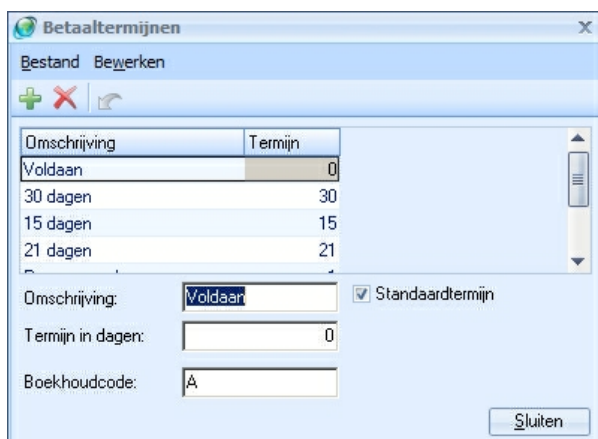 Betaaltermijnen
Bestand Bewerken
Omschrijving Termijn
Voldaan 0
30 dagen 30
15 dagen 15
21 dagen 21
Omschrijving: Voldaan Standaardtermijn
Termijn in dagen: 0
Boekhoudcode: A
Sluiten